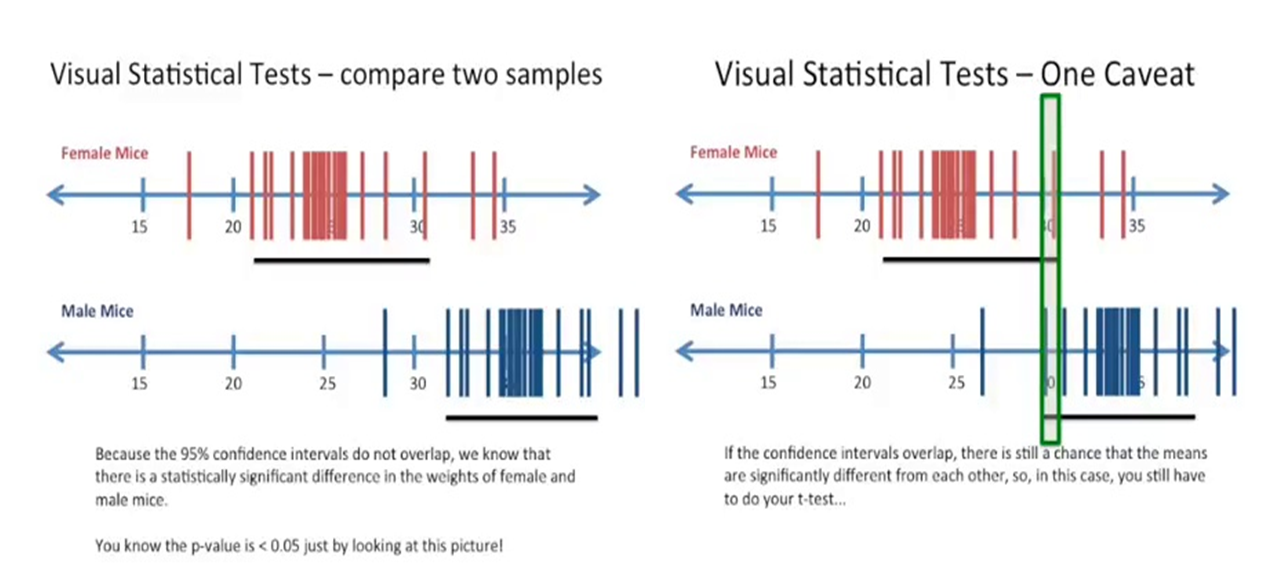 Visual Statistical Tests – compare two samples
Female Mice
15 20 30 35
Male Mice
15 20 25 30
Because the 95% confidence intervals do not overlap, we know that
there is a statistically significant difference in the weights of female and
male mice.
You know the p-value is < 0.05 just by looking at this picture!
Visual Statistical Tests – One Caveat
Female Mice
15 20 35
Male Mice
15 20 25
If the confidence intervals overlap, there is still a chance that the means
are significantly different from each other, so, in this case, you still have
to do your t-test...